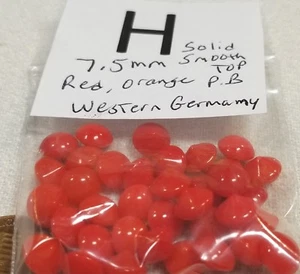 H Solid
7.5mm Smooth
TOP
Red, Orange P.B
Western Germany